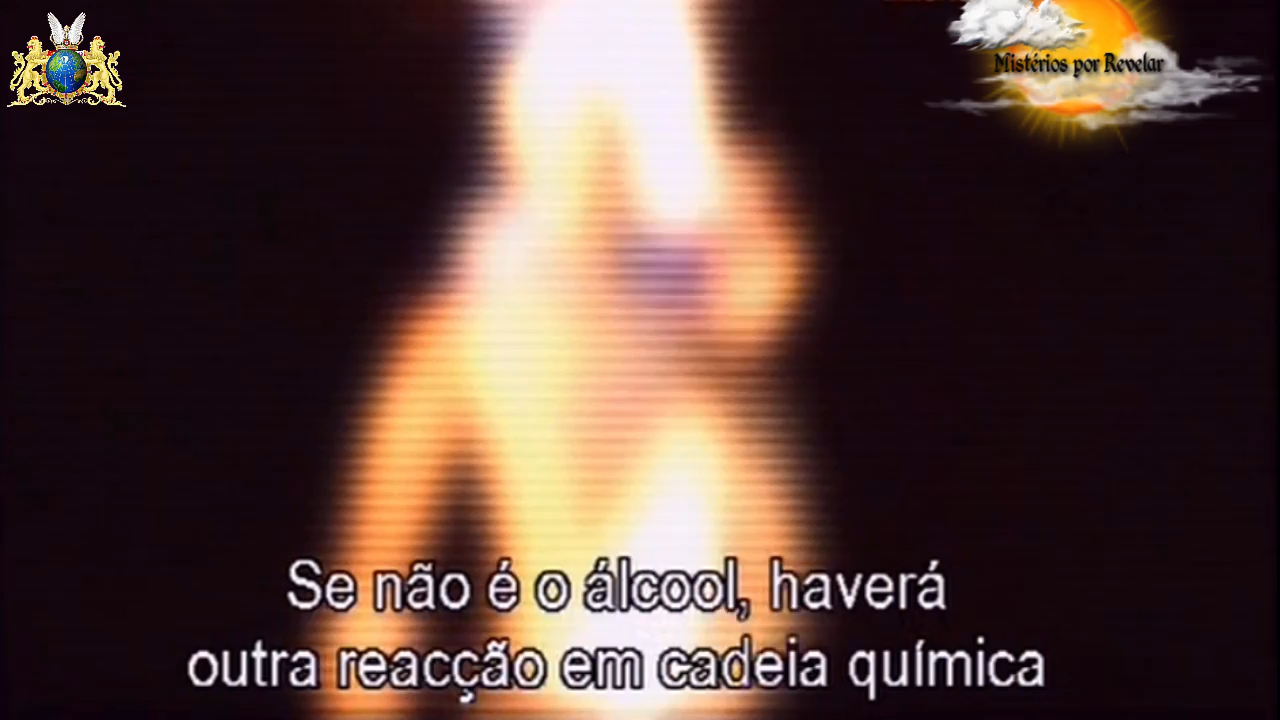 Mistérios por Revelar
Se não é o álcool, haverá
outra reacção em cadeia química